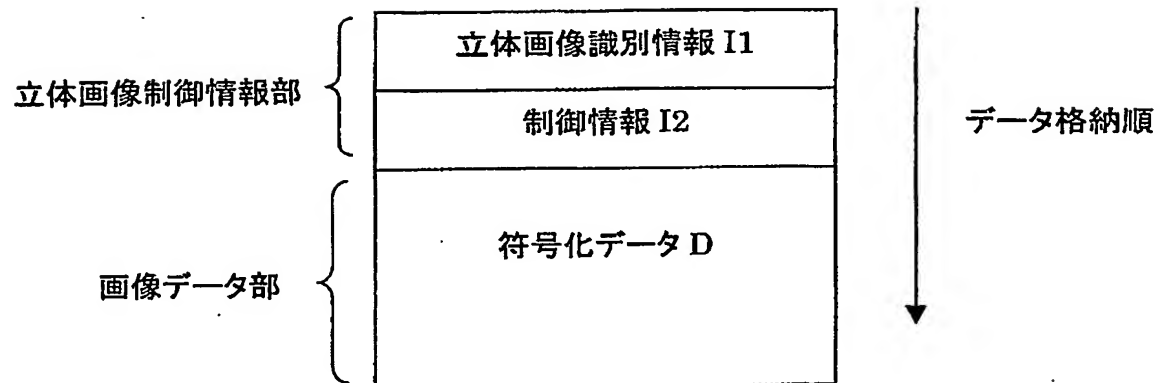 立体画像識別情報 I1
立体画像制御情報部
制御情報 I2
データ格納順
符号化データ D
画像データ部